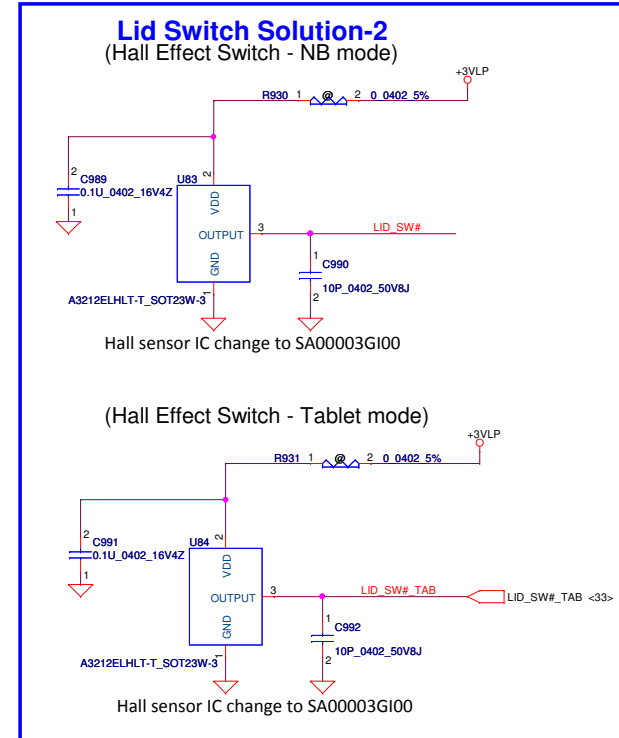 Lid Switch Solution-2
(Hall Effect Switch - NB mode)
+3VLP
R930 1 @ 2 0_0402_5%
2
C989
0.1U_0402_16V4Z
1
U83
2
VDD
OUTPUT
3
LID_SW#
GND
1
1
C990
10P_0402_50V8J
2
A3212ELHLT-T_SOT23W-3
Hall sensor IC change to SA00003GI00
(Hall Effect Switch - Tablet mode)
+3VLP
R931 1 @ 2 0_0402_5%
2
C991
0.1U_0402_16V4Z
1
U84
2
VDD
OUTPUT
3
LID_SW#_TAB
LID_SW#_TAB <33>
GND
1
1
C992
10P_0402_50V8J
2
A3212ELHLT-T_SOT23W-3
Hall sensor IC change to SA00003GI00